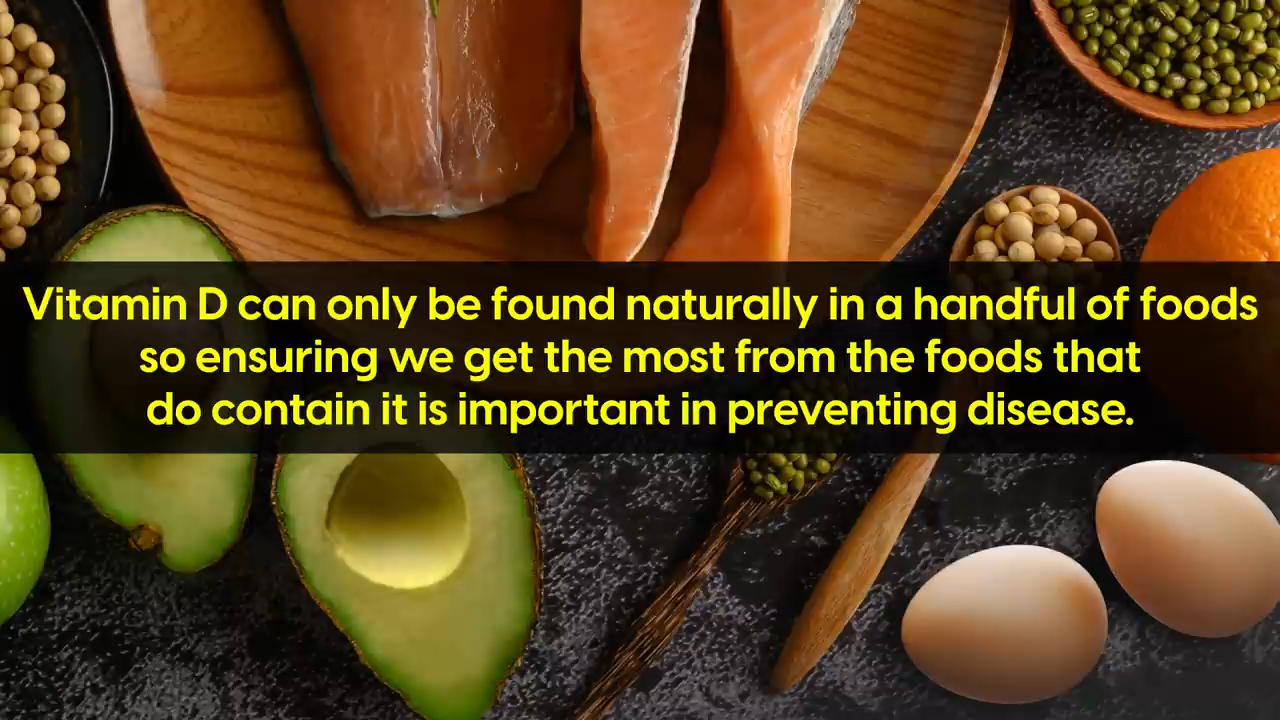 Vitamin D can only be found naturally in a handful of foods
so ensuring we get the most from the foods that
do contain it is important in preventing disease.